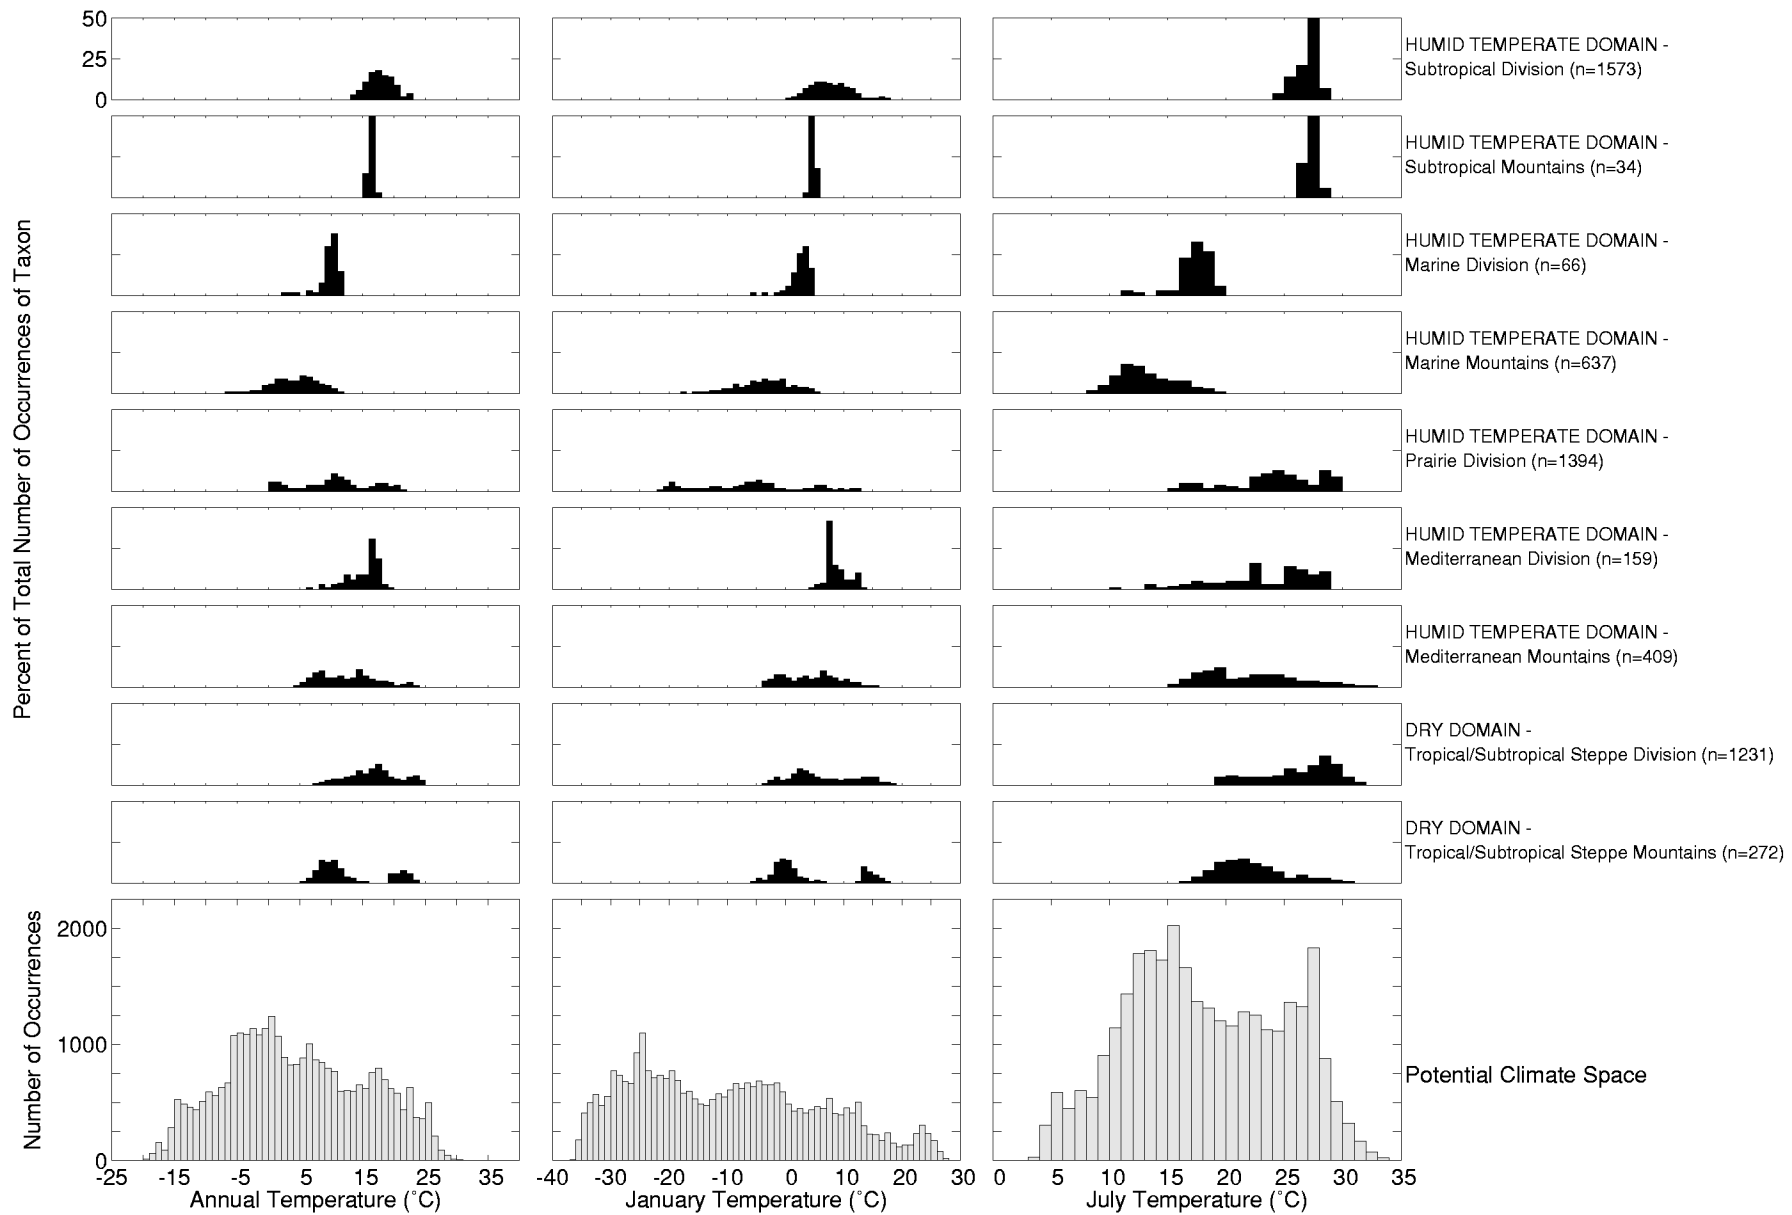 Percent of Total Number of Occurrences of Taxon
50
25
0
HUMID TEMPERATE DOMAIN -
Subtropical Division (n=1573)
HUMID TEMPERATE DOMAIN -
Subtropical Mountains (n=34)
HUMID TEMPERATE DOMAIN -
Marine Division (n=66)
HUMID TEMPERATE DOMAIN -
Marine Mountains (n=637)
HUMID TEMPERATE DOMAIN -
Prairie Division (n=1394)
HUMID TEMPERATE DOMAIN -
Mediterranean Division (n=159)
HUMID TEMPERATE DOMAIN -
Mediterranean Mountains (n=409)
DRY DOMAIN -
Tropical/Subtropical Steppe Division (n=1231)
DRY DOMAIN -
Tropical/Subtropical Steppe Mountains (n=272)
Number of Occurrences
2000
1000
0
Potential Climate Space
-25 -15 -5 5 15 25 35
-40 -30 -20 -10 0 10 20 30
0 5 10 15 20 25 30 35
Annual Temperature (˚C)
January Temperature (˚C)
July Temperature (˚C)